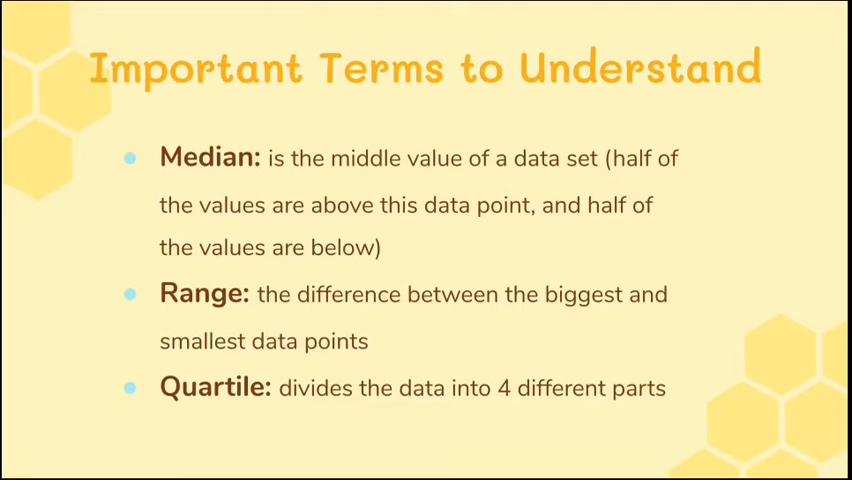 Important Terms to Understand
Median: is the middle value of a data set (half of
the values are above this data point, and half of
the values are below)
Range: the difference between the biggest and
smallest data points
Quartile: divides the data into 4 different parts